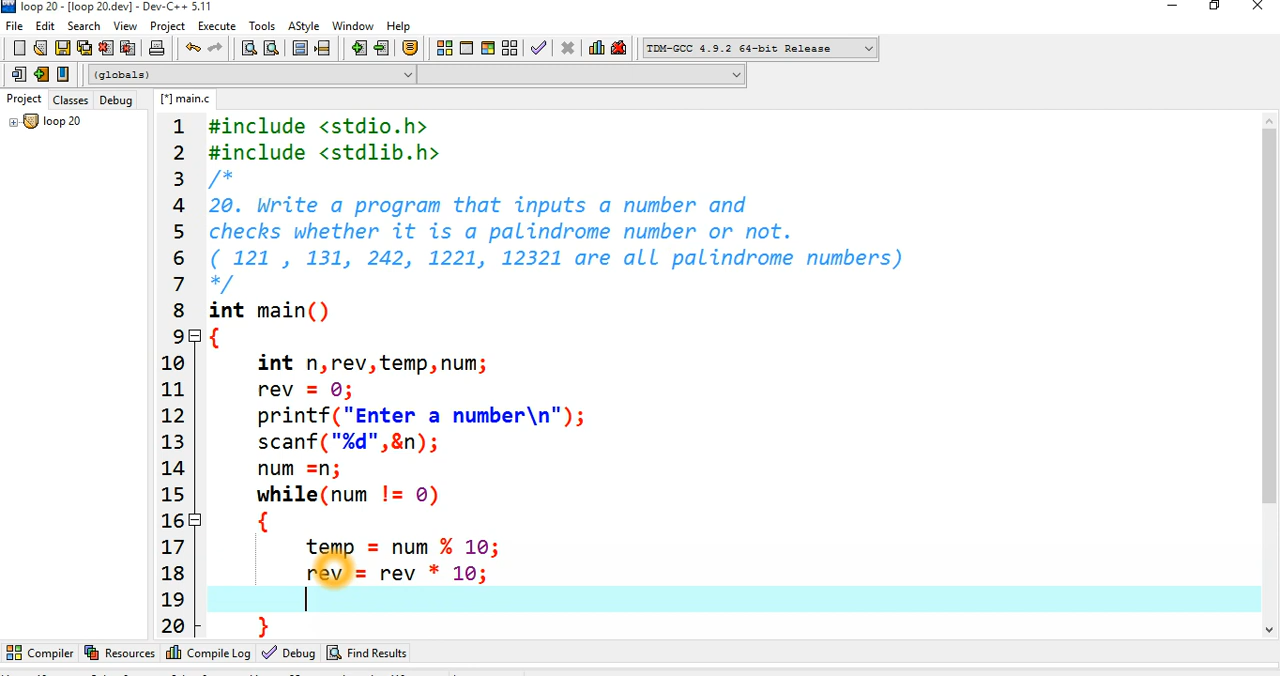 loop 20 - [loop 20.dev] - Dev-C++ 5.11
File Edit Search View Project Execute Tools AStyle Window Help
TDM-GCC 4.9.2 64-bit Release
(globals)
Project Classes Debug [*] main.c
loop 20
1 #include <stdio.h>
2 #include <stdlib.h>
3 /*
4 20. Write a program that inputs a number and
5 checks whether it is a palindrome number or not.
6 ( 121 , 131, 242, 1221, 12321 are all palindrome numbers)
7 */
8 int main()
9 {
10 int n,rev,temp,num;
11 rev = 0;
12 printf("Enter a number\n");
13 scanf("%d",&n);
14 num =n;
15 while(num != 0)
16 {
17 temp = num % 10;
18 rev = rev * 10;
19
20 }
Compiler Resources Compile Log Debug Find Results